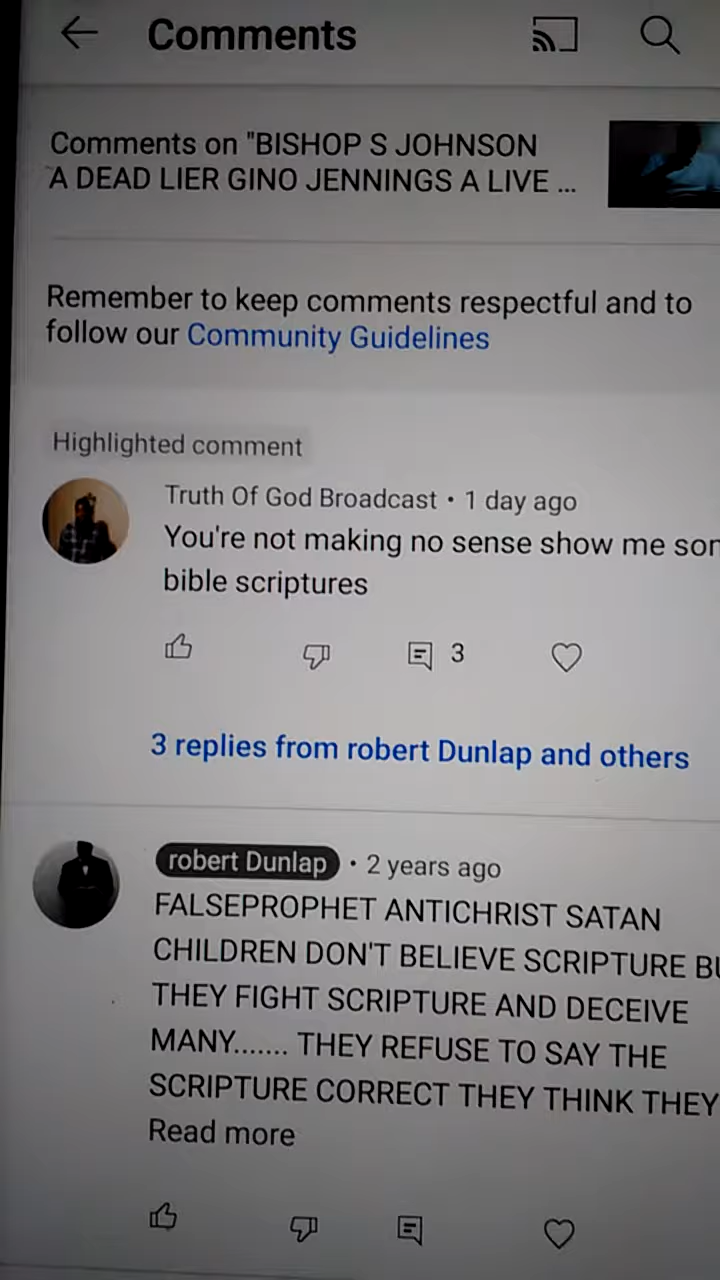 Comments
Comments on "BISHOP S JOHNSON
A DEAD LIER GINO JENNINGS A LIVE ...
Remember to keep comments respectful and to
follow our Community Guidelines
Highlighted comment
Truth Of God Broadcast • 1 day ago
You're not making no sense show me
bible scriptures
3
3 replies from robert Dunlap and others
robert Dunlap • 2 years ago
FALSEPROPHET ANTICHRIST SATAN
CHILDREN DON'T BELIEVE SCRIPTURE
THEY FIGHT SCRIPTURE AND DECEIVE
MANY....... THEY REFUSE TO SAY THE
SCRIPTURE CORRECT THEY THINK THEY
Read more